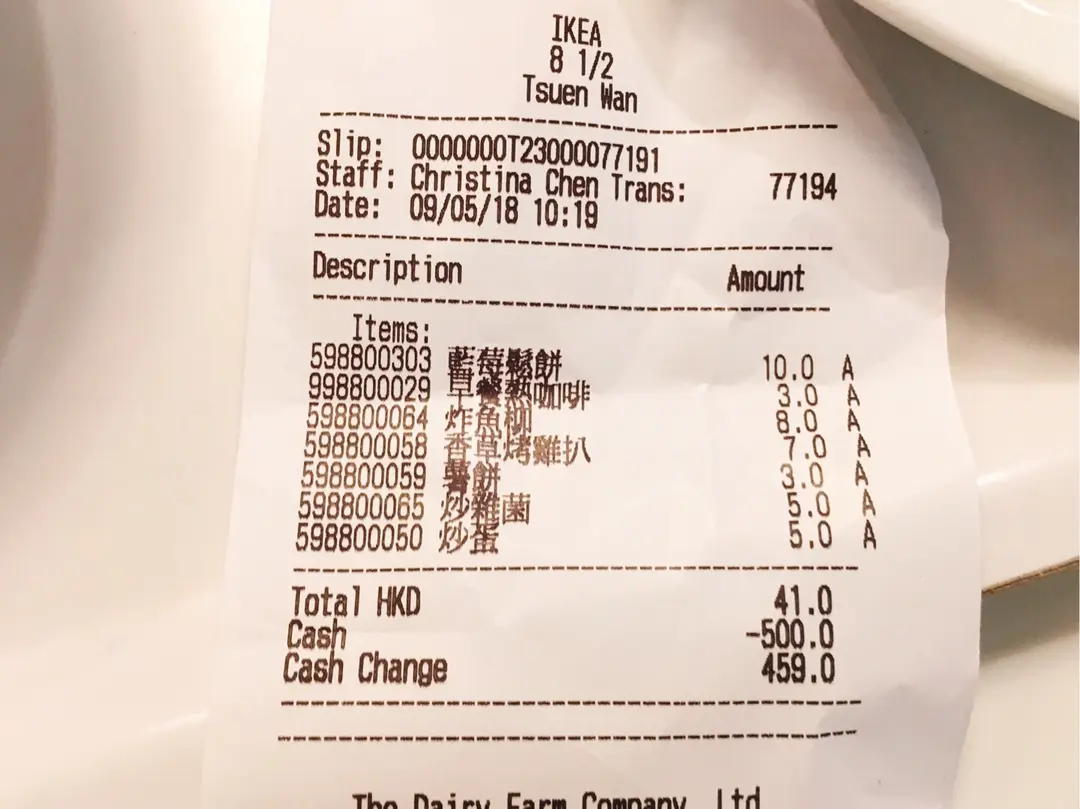 IKEA
8 1/2
Tsuen Wan
Slip: 0000000T23000077191
Staff: Christina Chen Trans: 77194
Date: 09/05/18 10:19
Description Amount
Items:
598800303 藍莓鬆餅 10.0 A
998800029 早餐熱咖啡 3.0 A
598800064 炸魚柳 8.0 A
598800058 香草烤雞扒 7.0 A
598800059 薯餅 3.0 A
598800065 炒雜菌 5.0 A
598800050 炒蛋 5.0 A
Total HKD 41.0
Cash -500.0
Cash Change 459.0
The Dairy Farm Company, Ltd